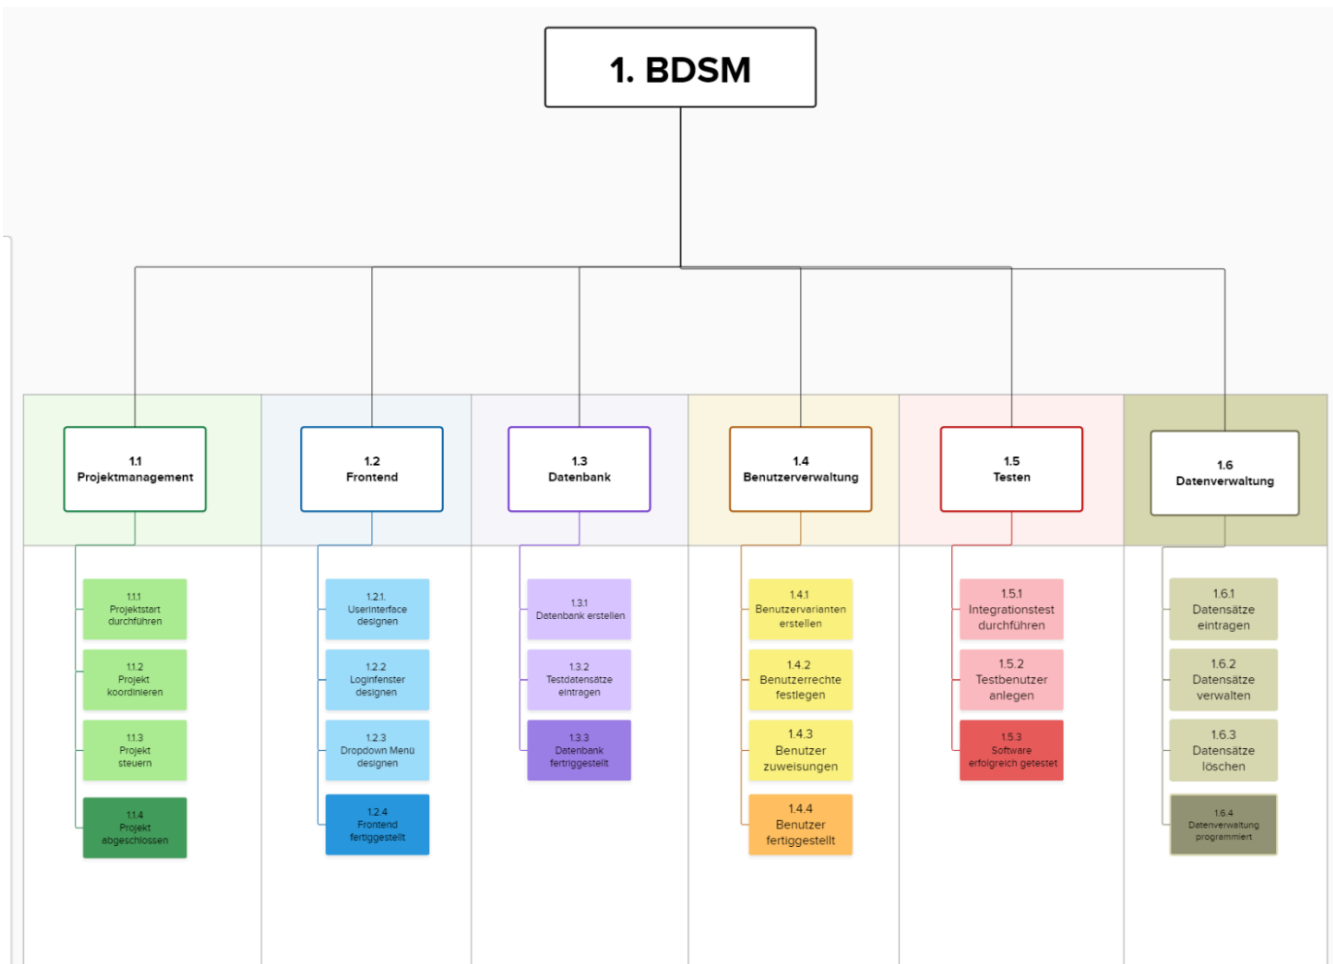 1. BDSM
1.1
Projektmanagement
1.2
Frontend
1.3
Datenbank
1.4
Benutzerverwaltung
1.5
Testen
1.6
Datenverwaltung
1.1.1
Projektstart
durchführen
1.1.2
Projekt
koordinieren
1.1.3
Projekt
steuern
1.1.4
Projekt
abgeschlossen
1.2.1.
Userinterface
designen
1.2.2
Loginfenster
designen
1.2.3
Dropdown Menü
designen
1.2.4
Frontend
fertiggestellt
1.3.1
Datenbank erstellen
1.3.2
Testdatensätze
eintragen
1.3.3
Datenbank
fertriggestellt
1.4.1
Benutzervarianten
erstellen
1.4.2
Benutzerrechte
festlegen
1.4.3
Benutzer
zuweisungen
1.4.4
Benutzer
fertiggestellt
1.5.1
Integrationstest
durchführen
1.5.2
Testbenutzer
anlegen
1.5.3
Software
erfolgreich getestet
1.6.1
Datensätze
eintragen
1.6.2
Datensätze
verwalten
1.6.3
Datensätze
löschen
1.6.4
Datenverwaltung
programmiert